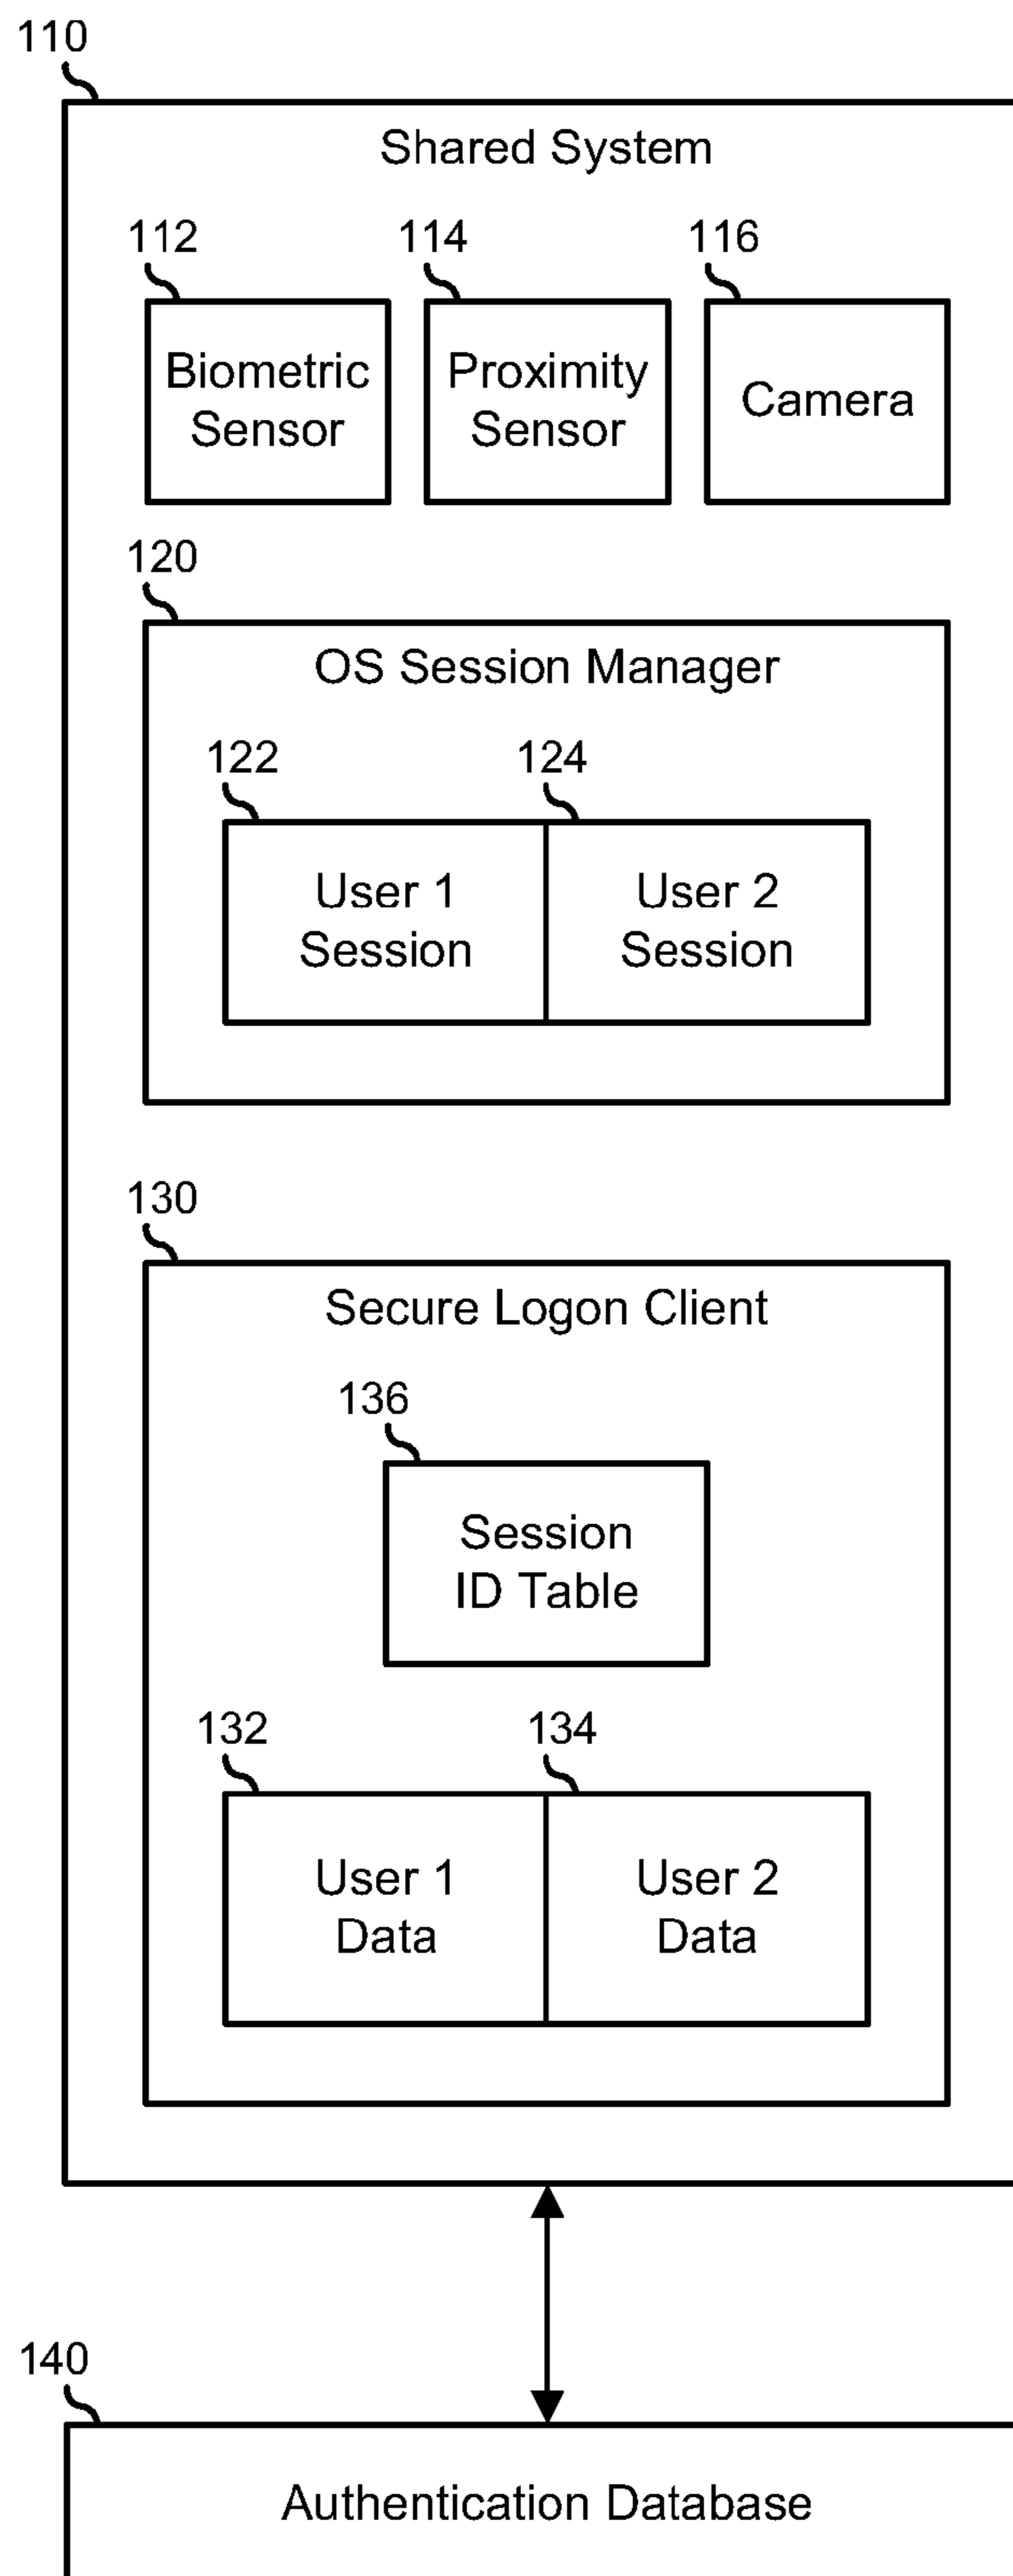 110
Shared System
112
114
116
Biometric
Sensor
Proximity
Sensor
Camera
120
OS Session Manager
122
124
User 1
Session
User 2
Session
130
Secure Logon Client
136
Session
ID Table
132
134
User 1
Data
User 2
Data
140
Authentication Database